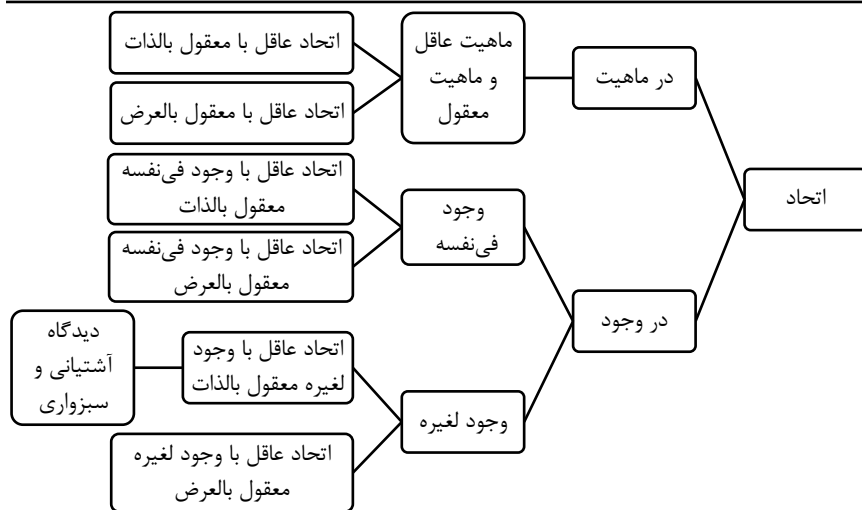 اتحاد
در ماهیت
ماهیت عاقل
و ماهیت
معقول
اتحاد عاقل با معقول بالذات
اتحاد عاقل با معقول بالعرض
در وجود
وجود
فی‌نفسه
اتحاد عاقل با وجود فی‌نفسه
معقول بالذات
اتحاد عاقل با وجود فی‌نفسه
معقول بالعرض
وجود لغیره
اتحاد عاقل با وجود
لغیره معقول بالذات
دیدگاه
آشتیانی و
سبزواری
اتحاد عاقل با وجود لغیره
معقول بالعرض